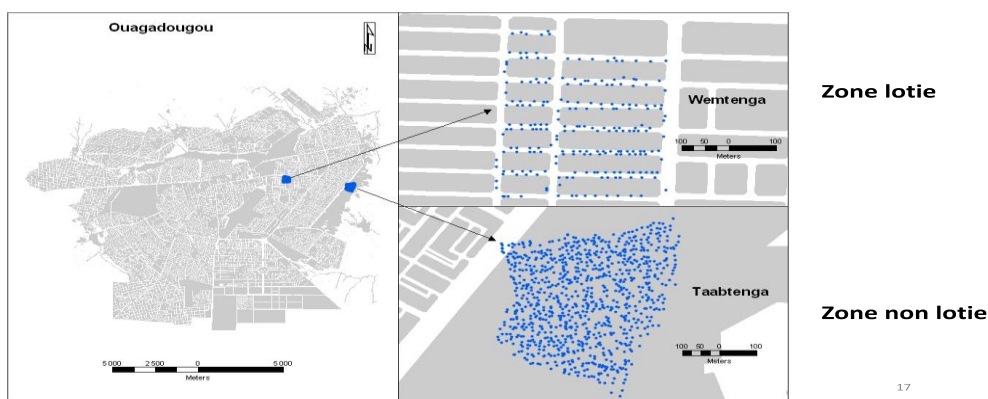 Ouagadougou
N
5 000 2 500 0 5 000
Meters
Wemtenga
100 50 0 100
Meters
Taabtenga
100 50 0 100
Meters
Zone lotie
Zone non lotie
17